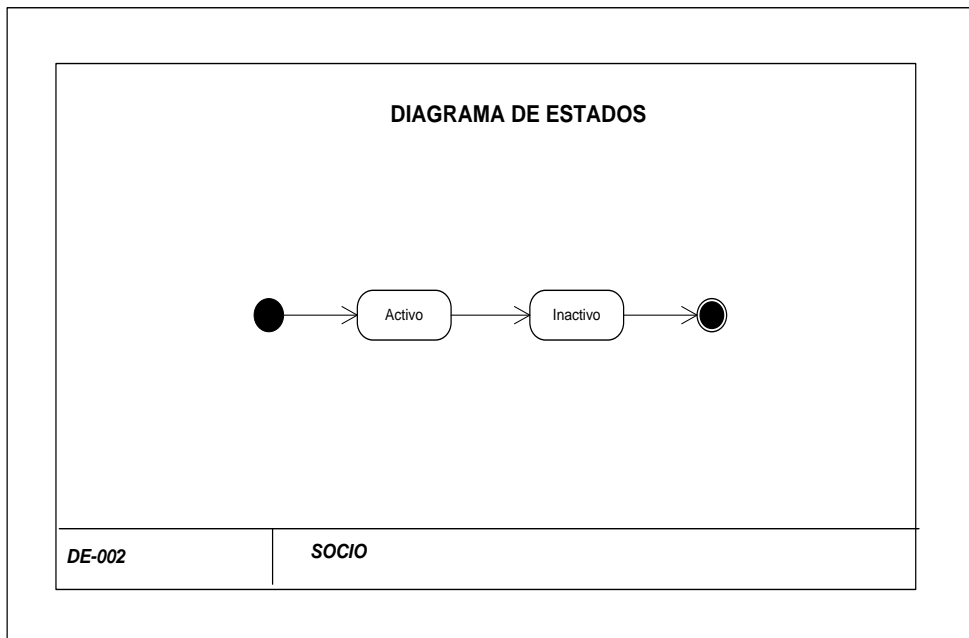 DIAGRAMA DE ESTADOS
Activo
Inactivo
DE-002
SOCIO